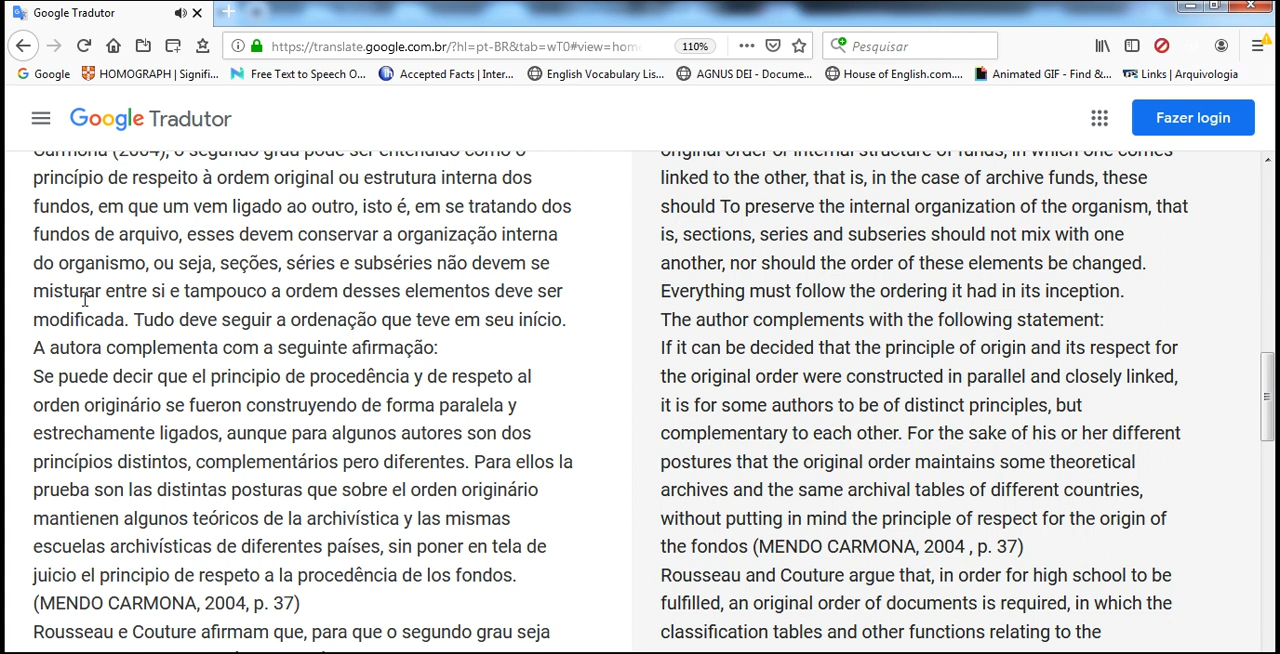 Google Tradutor
https://translate.google.com.br/?hl=pt-BR&tab=wT0#view=hom
110%
Pesquisar
Google
HOMOGRAPH | Signifi...
Free Text to Speech O...
Accepted Facts | Inter...
English Vocabulary Lis...
AGNUS DEI - Docume...
House of English.com....
Animated GIF - Find &...
Links | Arquivologia
Google Tradutor
Fazer login
Carmona (2004), o segundo grau pode ser entendido como o
princípio de respeito à ordem original ou estrutura interna dos
fundos, em que um vem ligado ao outro, isto é, em se tratando dos
fundos de arquivo, esses devem conservar a organização interna
do organismo, ou seja, seções, séries e subséries não devem se
misturar entre si e tampouco a ordem desses elementos deve ser
modificada. Tudo deve seguir a ordenação que teve em seu início.
A autora complementa com a seguinte afirmação:
Se puede decir que el principio de procedência y de respeto al
orden originário se fueron construyendo de forma paralela y
estrechamente ligados, aunque para algunos autores son dos
princípios distintos, complementários pero diferentes. Para ellos la
prueba son las distintas posturas que sobre el orden originário
mantienen algunos teóricos de la archivística y las mismas
escuelas archivísticas de diferentes países, sin poner en tela de
juicio el principio de respeto a la procedência de los fondos.
(MENDO CARMONA, 2004, p. 37)
Rousseau e Couture afirmam que, para que o segundo grau seja
original order or internal structure of funds, in which one comes
linked to the other, that is, in the case of archive funds, these
should To preserve the internal organization of the organism, that
is, sections, series and subseries should not mix with one
another, nor should the order of these elements be changed.
Everything must follow the ordering it had in its inception.
The author complements with the following statement:
If it can be decided that the principle of origin and its respect for
the original order were constructed in parallel and closely linked,
it is for some authors to be of distinct principles, but
complementary to each other. For the sake of his or her different
postures that the original order maintains some theoretical
archives and the same archival tables of different countries,
without putting in mind the principle of respect for the origin of
the fondos (MENDO CARMONA, 2004 , p. 37)
Rousseau and Couture argue that, in order for high school to be
fulfilled, an original order of documents is required, in which the
classification tables and other functions relating to the